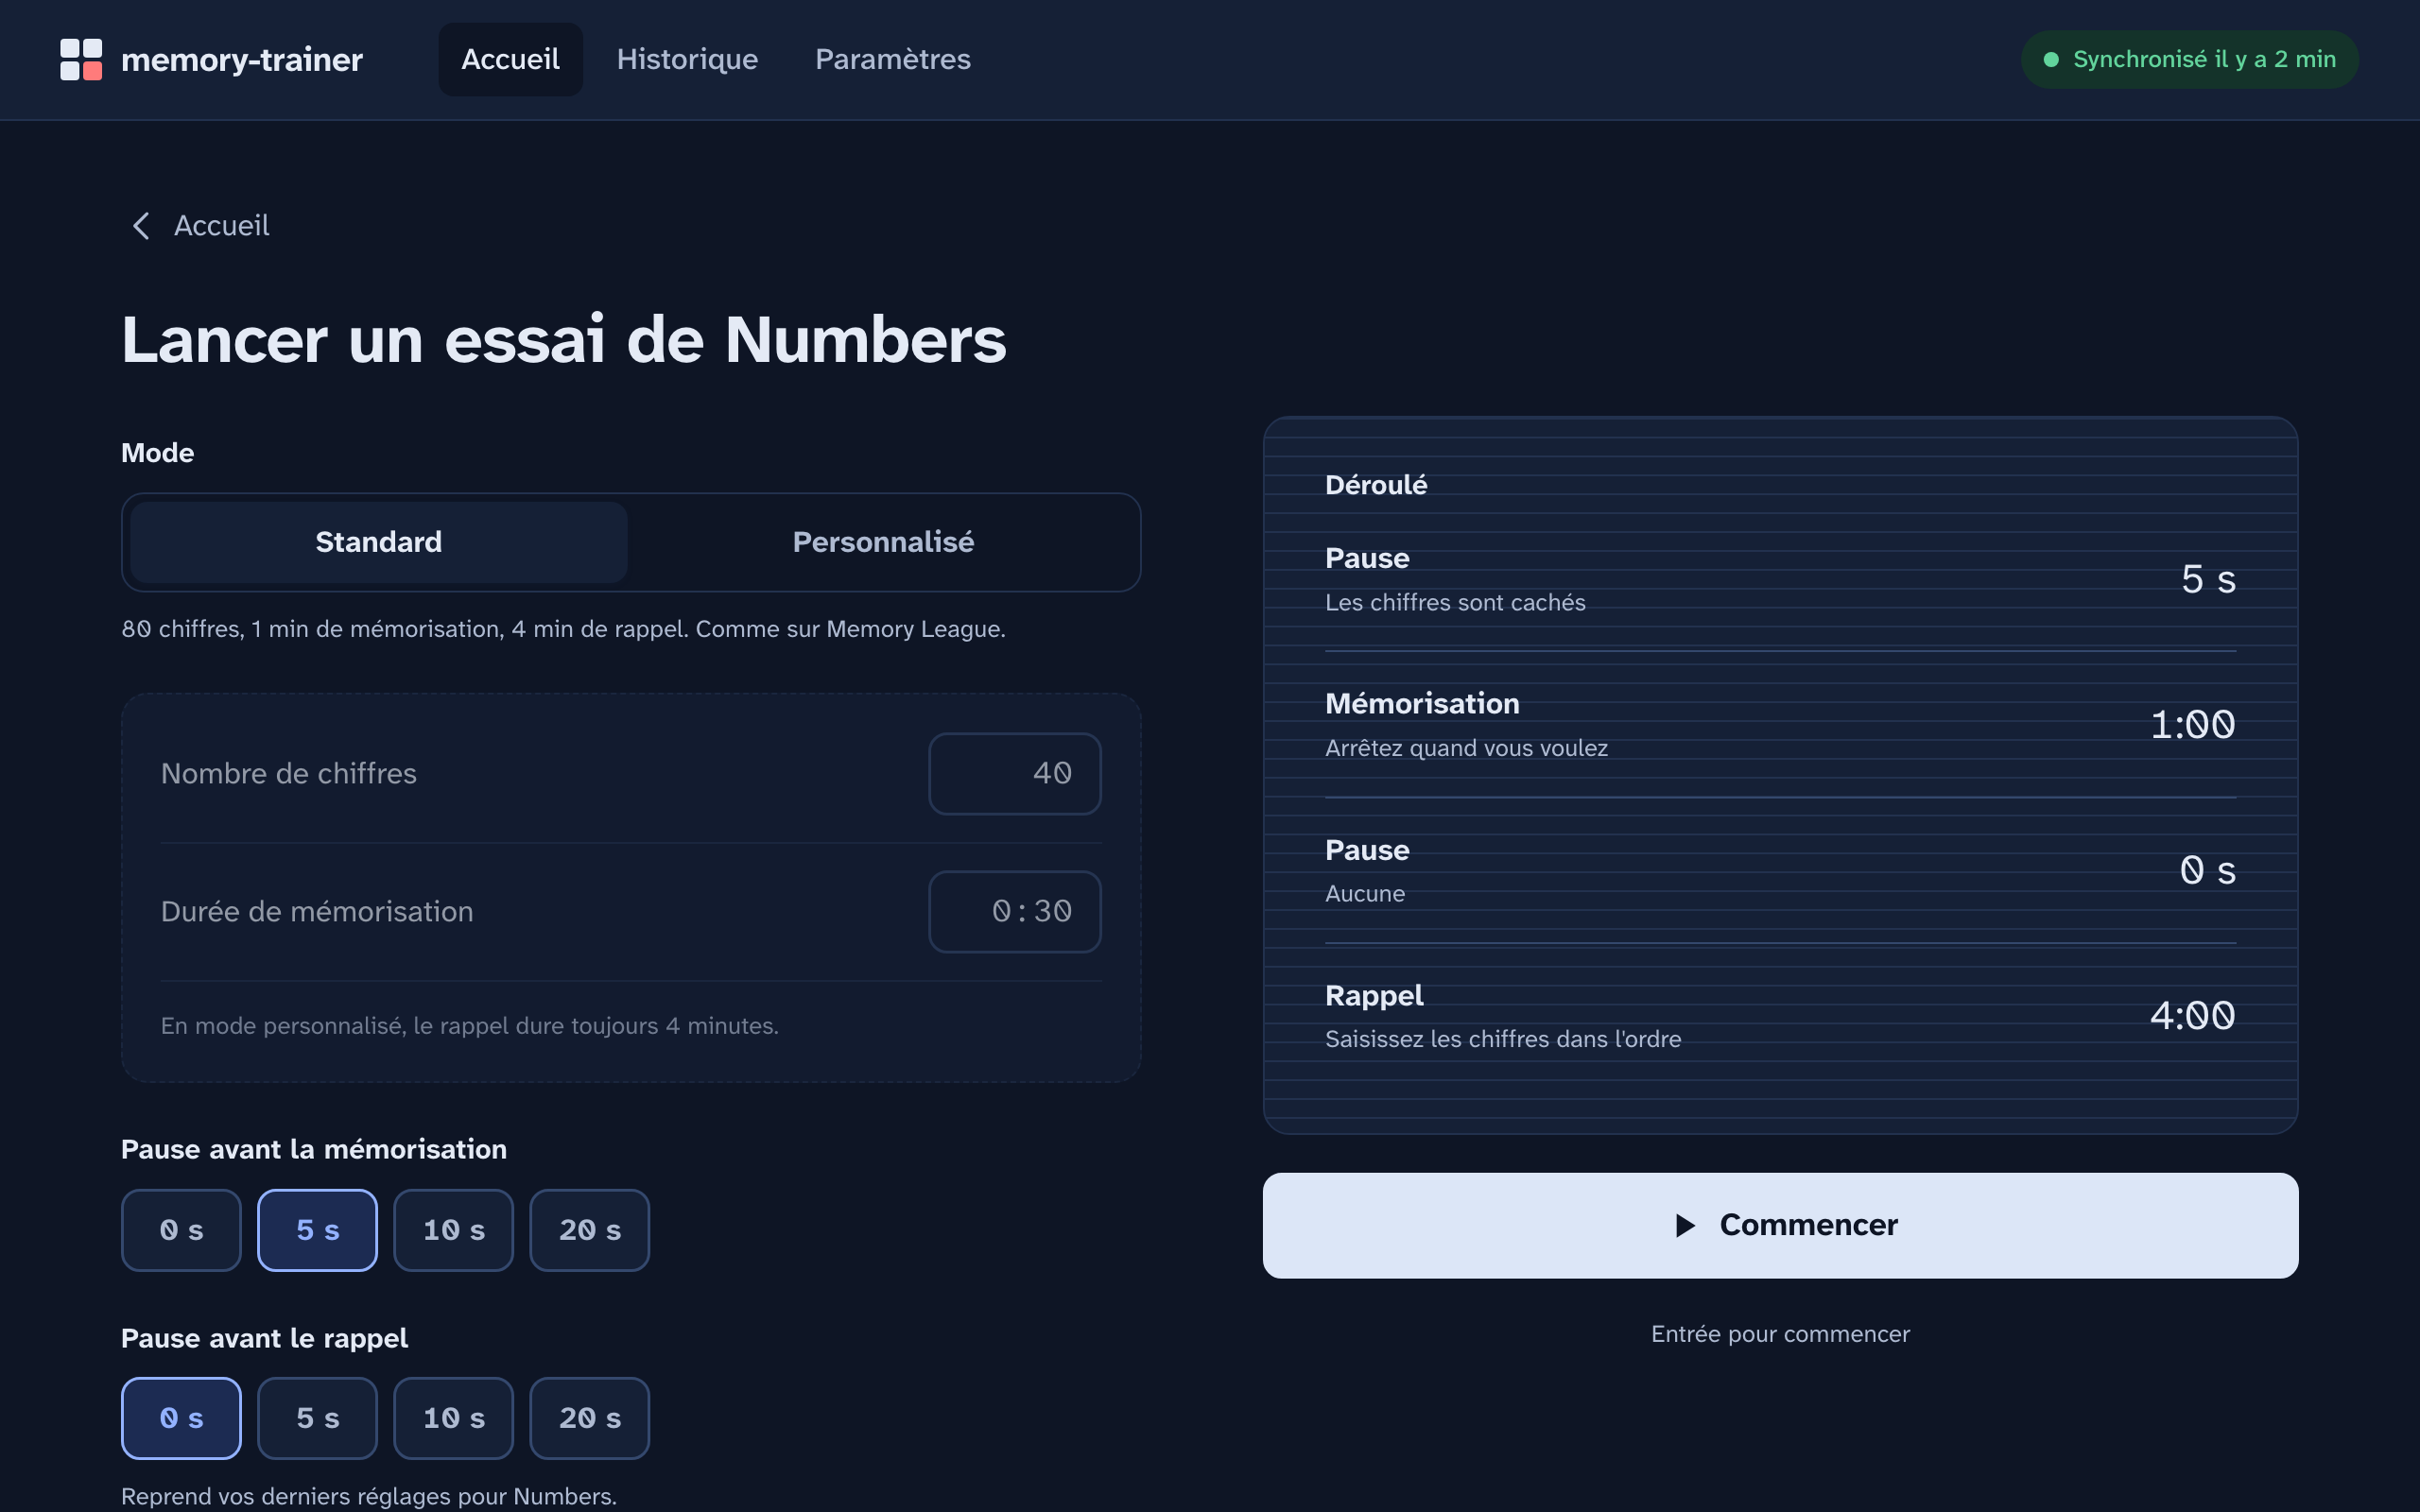 memory-trainer
Accueil
Historique
Paramètres
Synchronisé il y a 2 min
Accueil
Lancer un essai de Numbers
Mode
Standard
Personnalisé
80 chiffres, 1 min de mémorisation, 4 min de rappel. Comme sur Memory League.
Nombre de chiffres
40
Durée de mémorisation
0:30
En mode personnalisé, le rappel dure toujours 4 minutes.
Pause avant la mémorisation
0 s
5 s
10 s
20 s
Pause avant le rappel
0 s
5 s
10 s
20 s
Reprend vos derniers réglages pour Numbers.
Déroulé
Pause
5 s
Les chiffres sont cachés
Mémorisation
1:00
Arrêtez quand vous voulez
Pause
0 s
Aucune
Rappel
4:00
Saisissez les chiffres dans l'ordre
Commencer
Entrée pour commencer